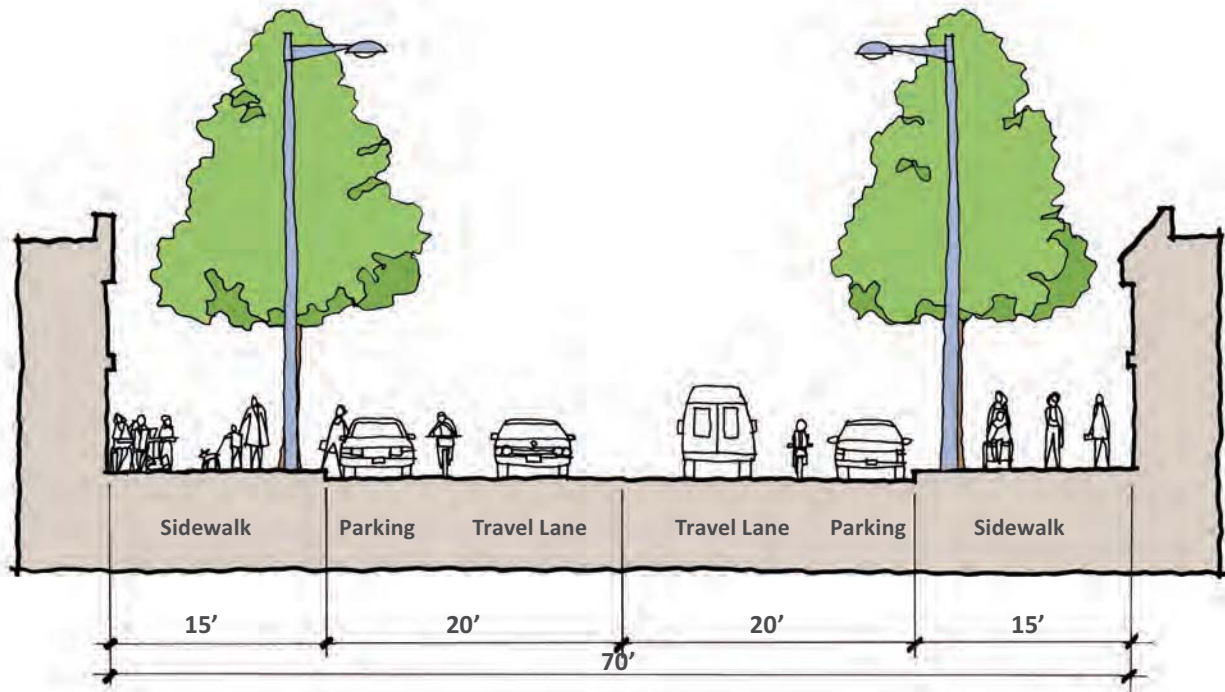 Sidewalk Parking Travel Lane Travel Lane Parking Sidewalk
15’ 20’ 20’ 15’
70’